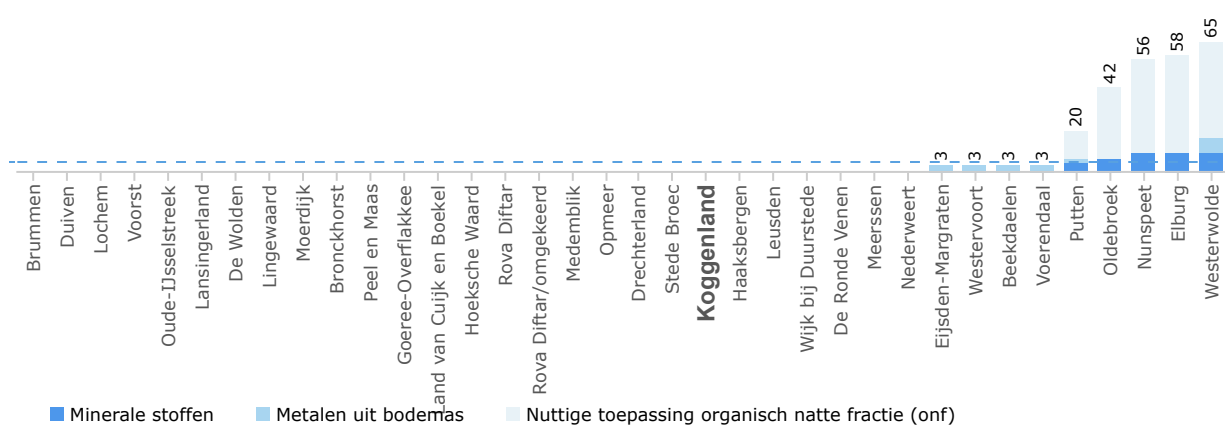 3
3
3
3
20
42
56
58
65
Brummen
Duiven
Lochem
Voorst
Oude-IJsselstreek
Lansingerland
De Wolden
Lingewaard
Moerdijk
Bronckhorst
Peel en Maas
Goeree-Overflakkee
Land van Cuijk en Boekel
Hoeksche Waard
Rova Diftar
Rova Diftar/omgekeerd
Medemblik
Opmeer
Drechterland
Stede Broec
Koggenland
Haaksbergen
Leusden
Wijk bij Duurstede
De Ronde Venen
Meerssen
Nederweert
Eijsden-Margraten
Westervoort
Beekdaelen
Voerendaal
Putten
Oldebroek
Nunspeet
Elburg
Westerwolde
Minerale stoffen
Metalen uit bodemas
Nuttige toepassing organisch natte fractie (onf)